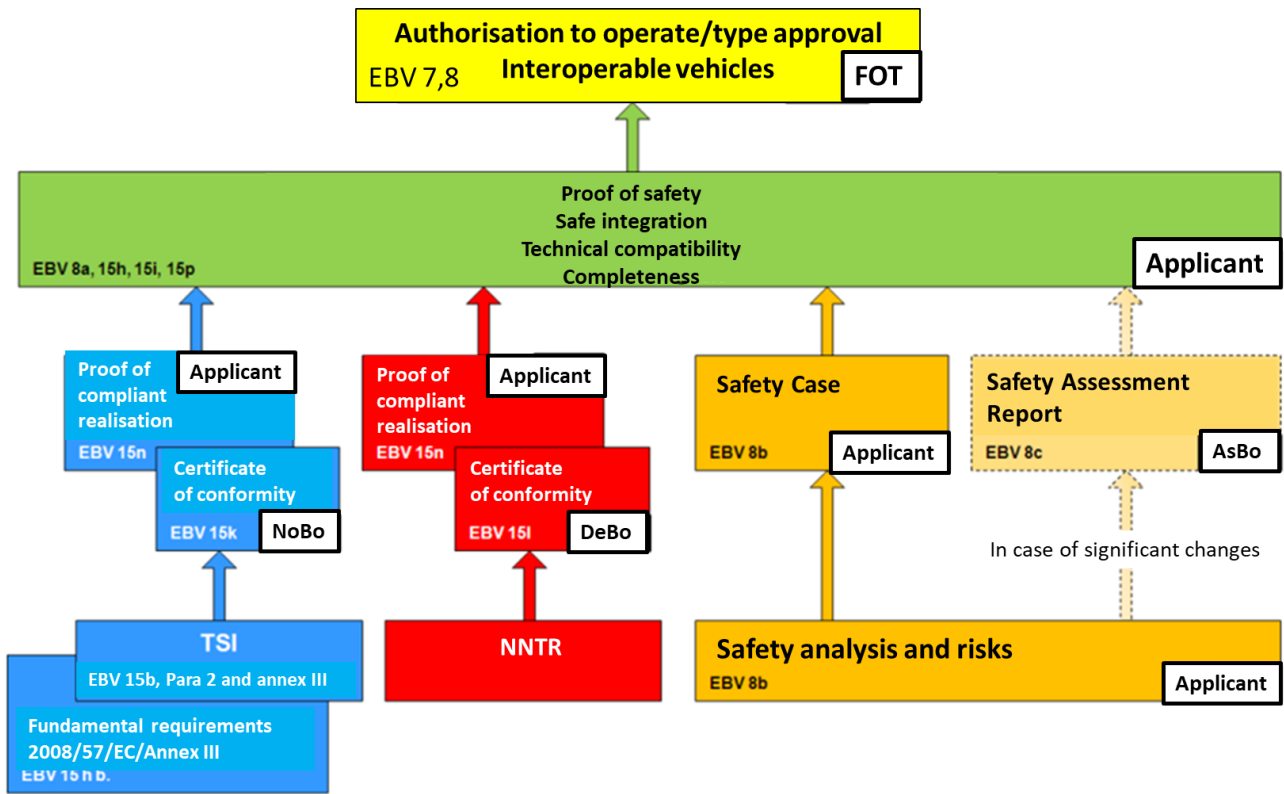 Authorisation to operate/type approval
Interoperable vehicles
EBV 7,8
FOT
Proof of safety
Safe integration
Technical compatibility
Completeness
EBV 8a, 15h, 15i, 15p
Applicant
Proof of
compliant
realisation
Applicant
EBV 15n
Certificate
of conformity
EBV 15k
NoBo
Proof of
compliant
realisation
Applicant
EBV 15n
Certificate
of conformity
EBV 15l
DeBo
Safety Case
EBV 8b
Applicant
Safety Assessment
Report
EBV 8c
AsBo
In case of significant changes
TSI
EBV 15b, Para 2 and annex III
Fundamental requirements
2008/57/EC/Annex III
EBV 15 h b.
NNTR
Safety analysis and risks
EBV 8b
Applicant